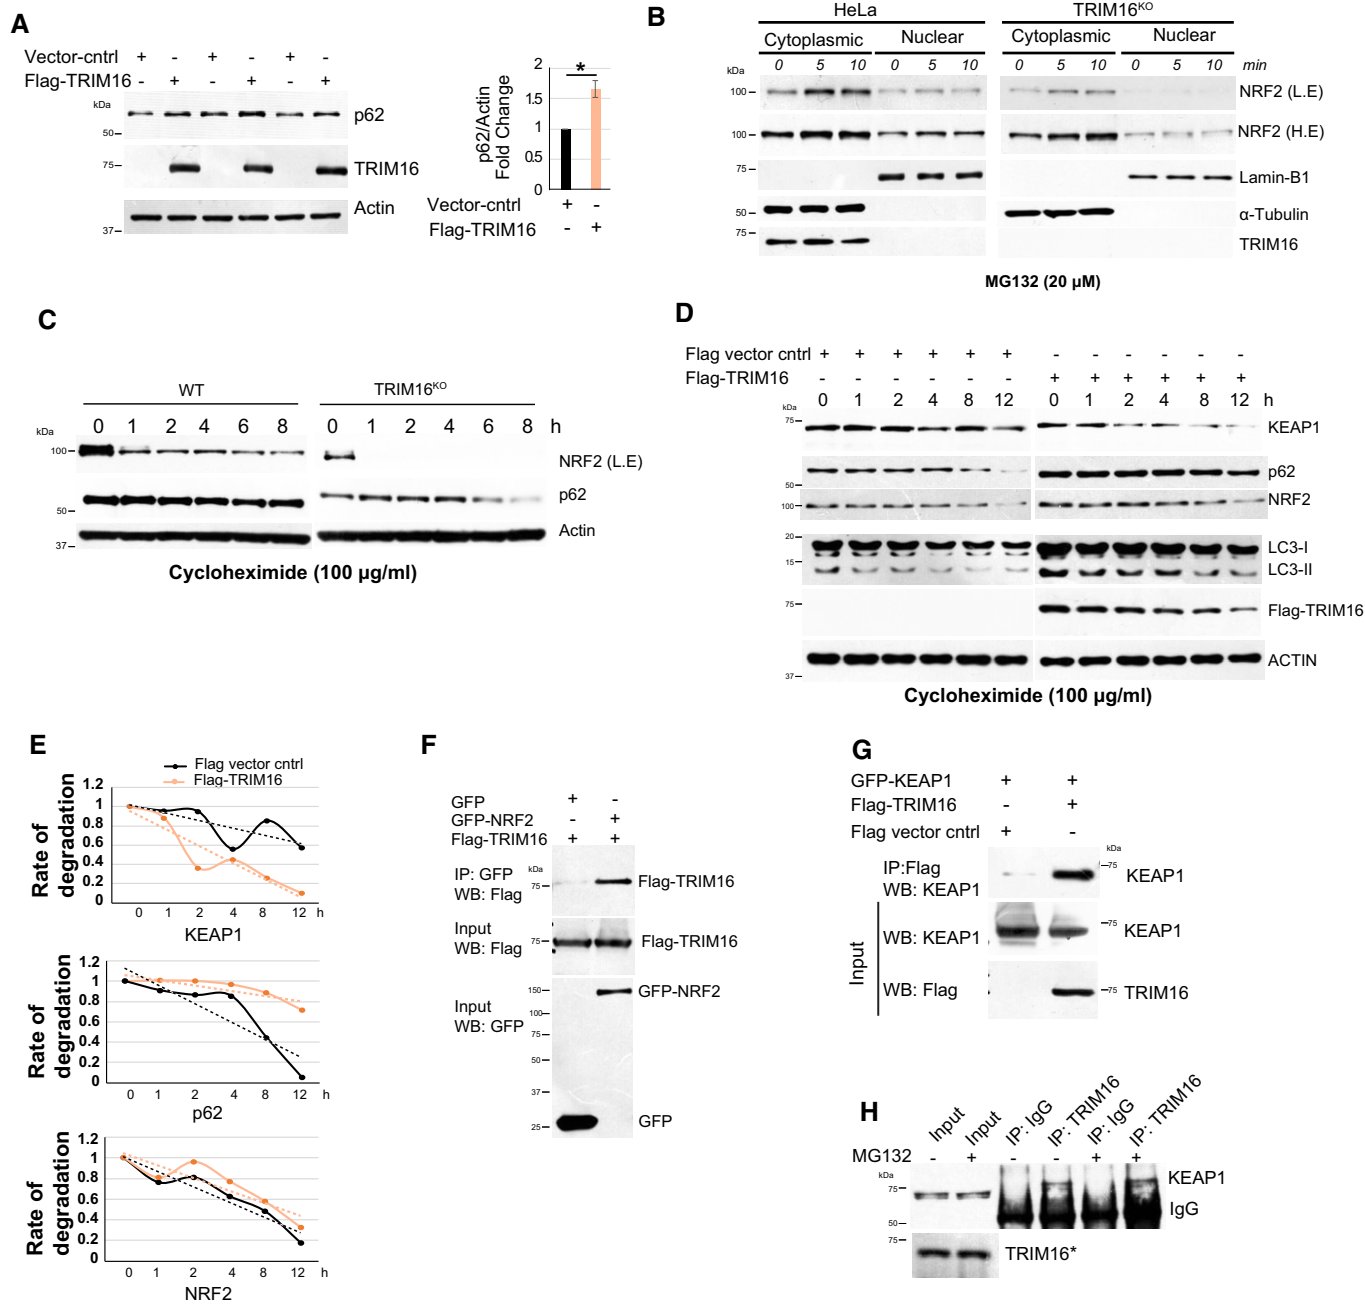 A
Vector-cntrl + - + - + -
Flag-TRIM16 - + - + - +
kDa
p62
50
75
TRIM16
Actin
37
p62/Actin
Fold Change
2
1.5
1
0.5
0
*
Vector-cntrl + -
Flag-TRIM16 - +
B
HeLa
TRIM16KO
Cytoplasmic Nuclear Cytoplasmic Nuclear
0 5 10 0 5 10 0 5 10 0 5 10 min
kDa
100 NRF2 (L.E)
100 NRF2 (H.E)
75 Lamin-B1
50 α-Tubulin
75 TRIM16
MG132 (20 µM)
C
WT TRIM16KO
0 1 2 4 6 8 0 1 2 4 6 8 h
kDa
100 NRF2 (L.E)
p62
50
Actin
37
Cycloheximide (100 µg/ml)
D
Flag vector cntrl + + + + + + - - - - - -
Flag-TRIM16 - - - - - - + + + + + +
0 1 2 4 8 12 0 1 2 4 8 12 h
kDa
75 KEAP1
p62
50
100 NRF2
20 LC3-I
15 LC3-II
75 Flag-TRIM16
ACTIN
37
Cycloheximide (100 µg/ml)
E
Flag vector cntrl
Flag-TRIM16
Rate of
degradation
1.2
1
0.8
0.6
0.4
0.2
0
0 1 2 4 8 12 h
KEAP1
Rate of
degradation
1.2
1
0.8
0.6
0.4
0.2
0
0 1 2 4 8 12 h
p62
Rate of
degradation
1.2
1
0.8
0.6
0.4
0.2
0
0 1 2 4 8 12 h
NRF2
F
GFP + -
GFP-NRF2 - +
Flag-TRIM16 + +
IP: GFP
WB: Flag
kDa
75
Flag-TRIM16
Input
WB: Flag
75
Flag-TRIM16
Input
WB: GFP
150
100
75
50
37
25
GFP-NRF2
GFP
G
GFP-KEAP1 + +
Flag-TRIM16 - +
Flag vector cntrl + -
IP:Flag
WB: KEAP1
75
KEAP1
Input
WB: KEAP1
75
KEAP1
WB: Flag
75
TRIM16
H
Input Input IP: IgG IP: TRIM16 IP: IgG IP: TRIM16
MG132 - + - - + +
kDa
75
KEAP1
IgG
50
75
TRIM16*